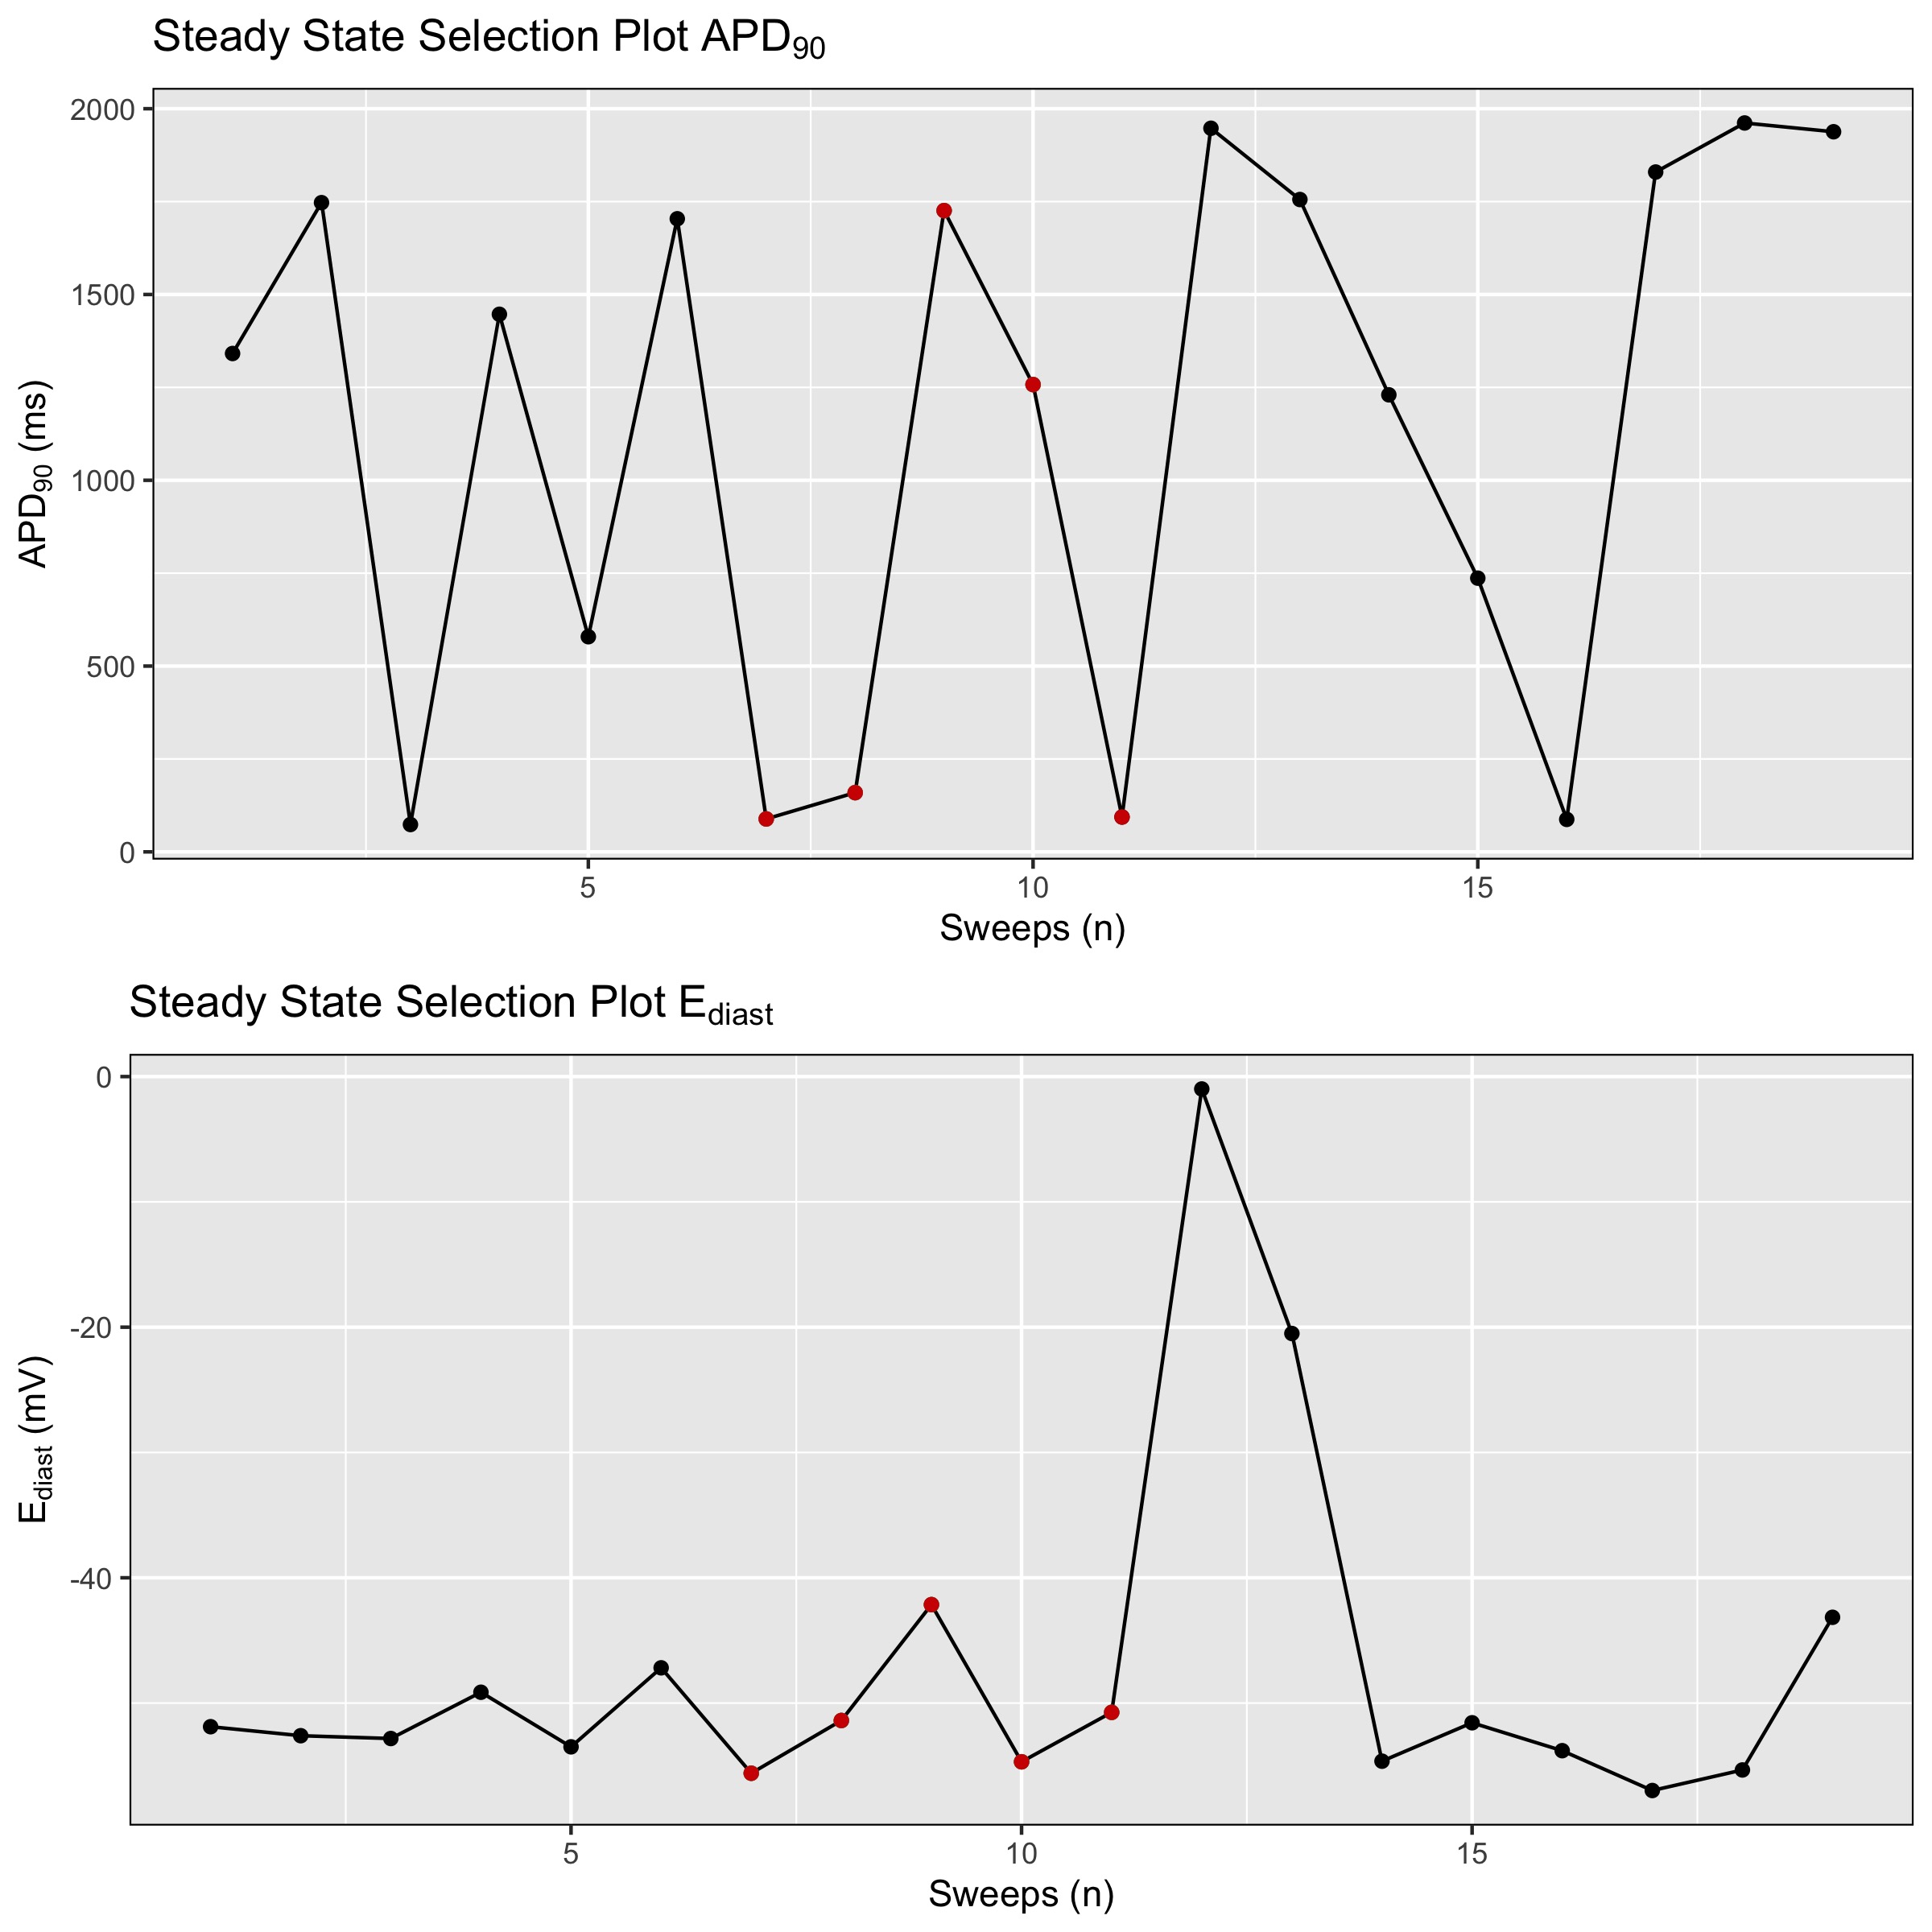 Steady State Selection Plot APD90
2000
1500
1000
500
0
APD90 (ms)
5 10 15
Sweeps (n)
Steady State Selection Plot Ediast
0
-20
-40
Ediast (mV)
5 10 15
Sweeps (n)